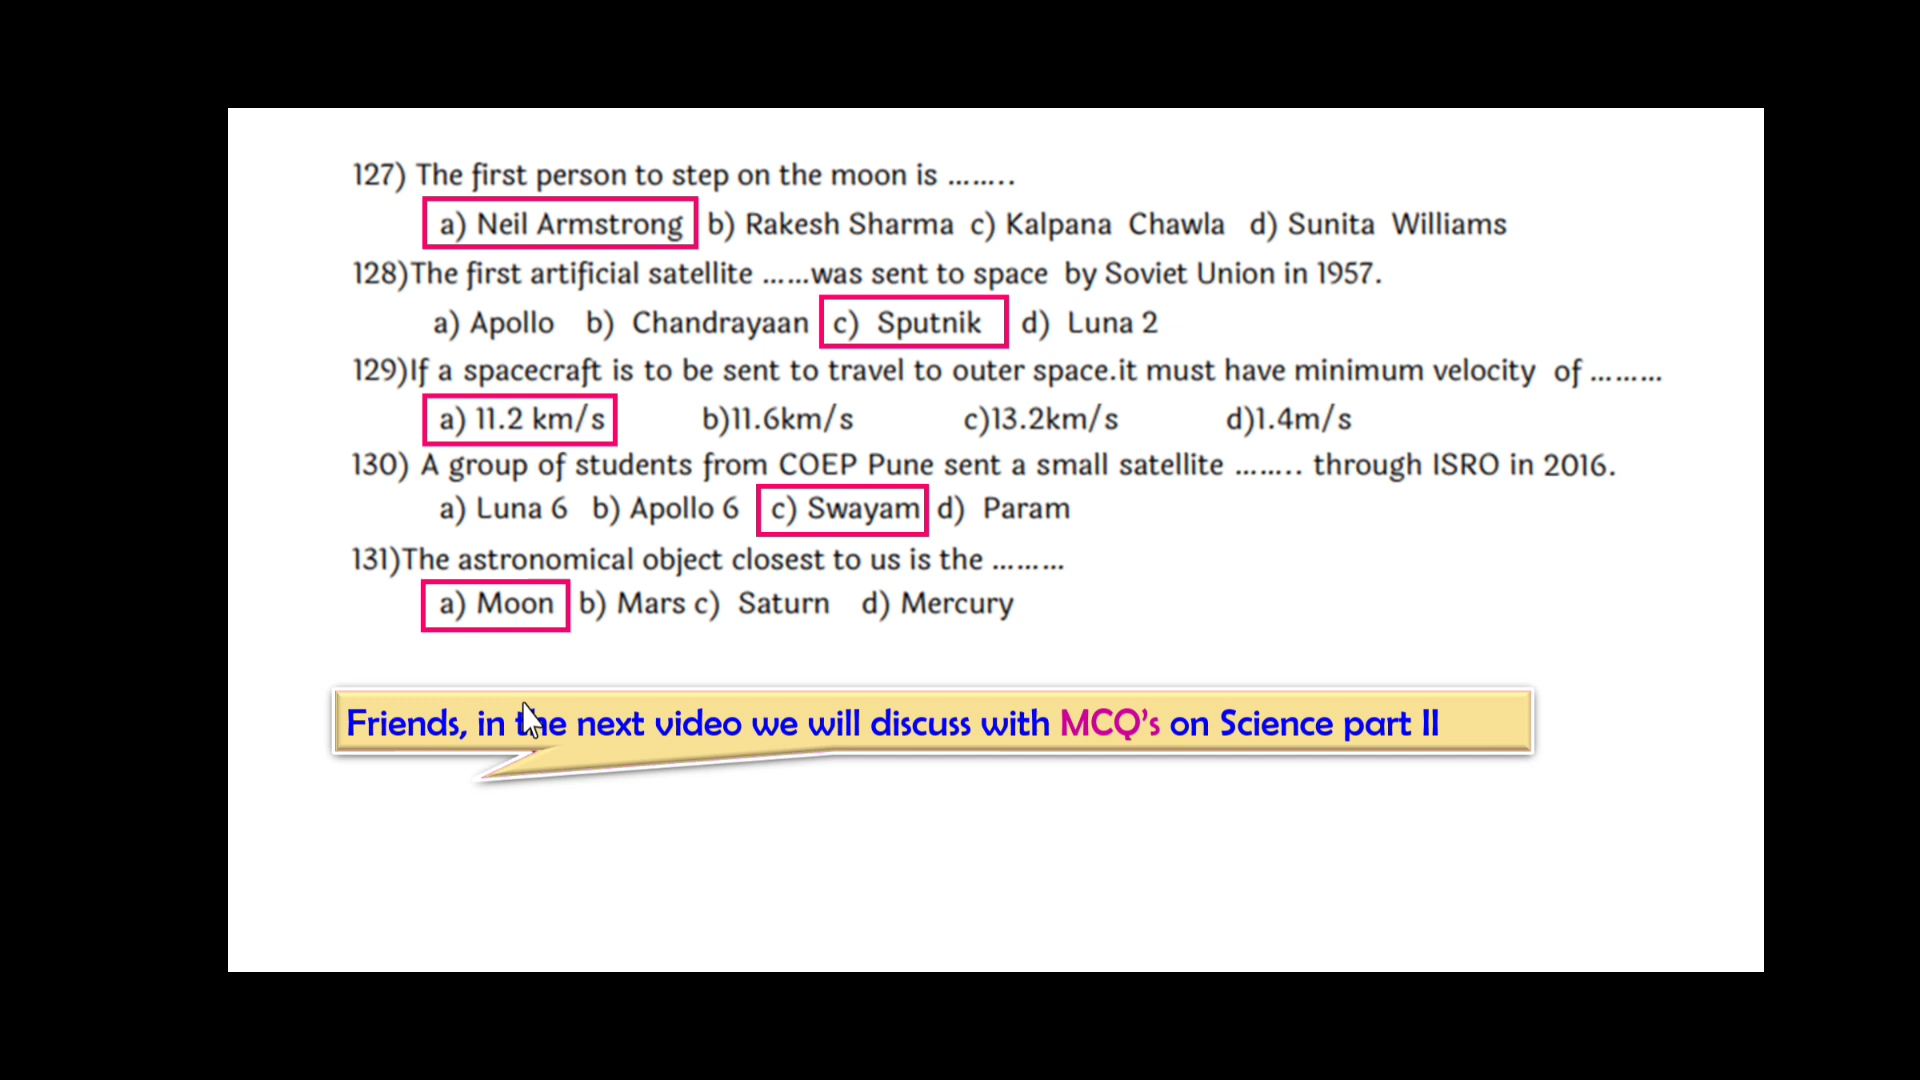 127) The first person to step on the moon is ........
a) Neil Armstrong b) Rakesh Sharma c) Kalpana Chawla d) Sunita Williams
128)The first artificial satellite ......was sent to space by Soviet Union in 1957.
a) Apollo b) Chandrayaan c) Sputnik d) Luna 2
129)If a spacecraft is to be sent to travel to outer space.it must have minimum velocity of .........
a) 11.2 km/s b)11.6km/s c)13.2km/s d)1.4m/s
130) A group of students from COEP Pune sent a small satellite ........ through ISRO in 2016.
a) Luna 6 b) Apollo 6 c) Swayam d) Param
131)The astronomical object closest to us is the .........
a) Moon b) Mars c) Saturn d) Mercury
Friends, in the next video we will discuss with MCQ's on Science part II